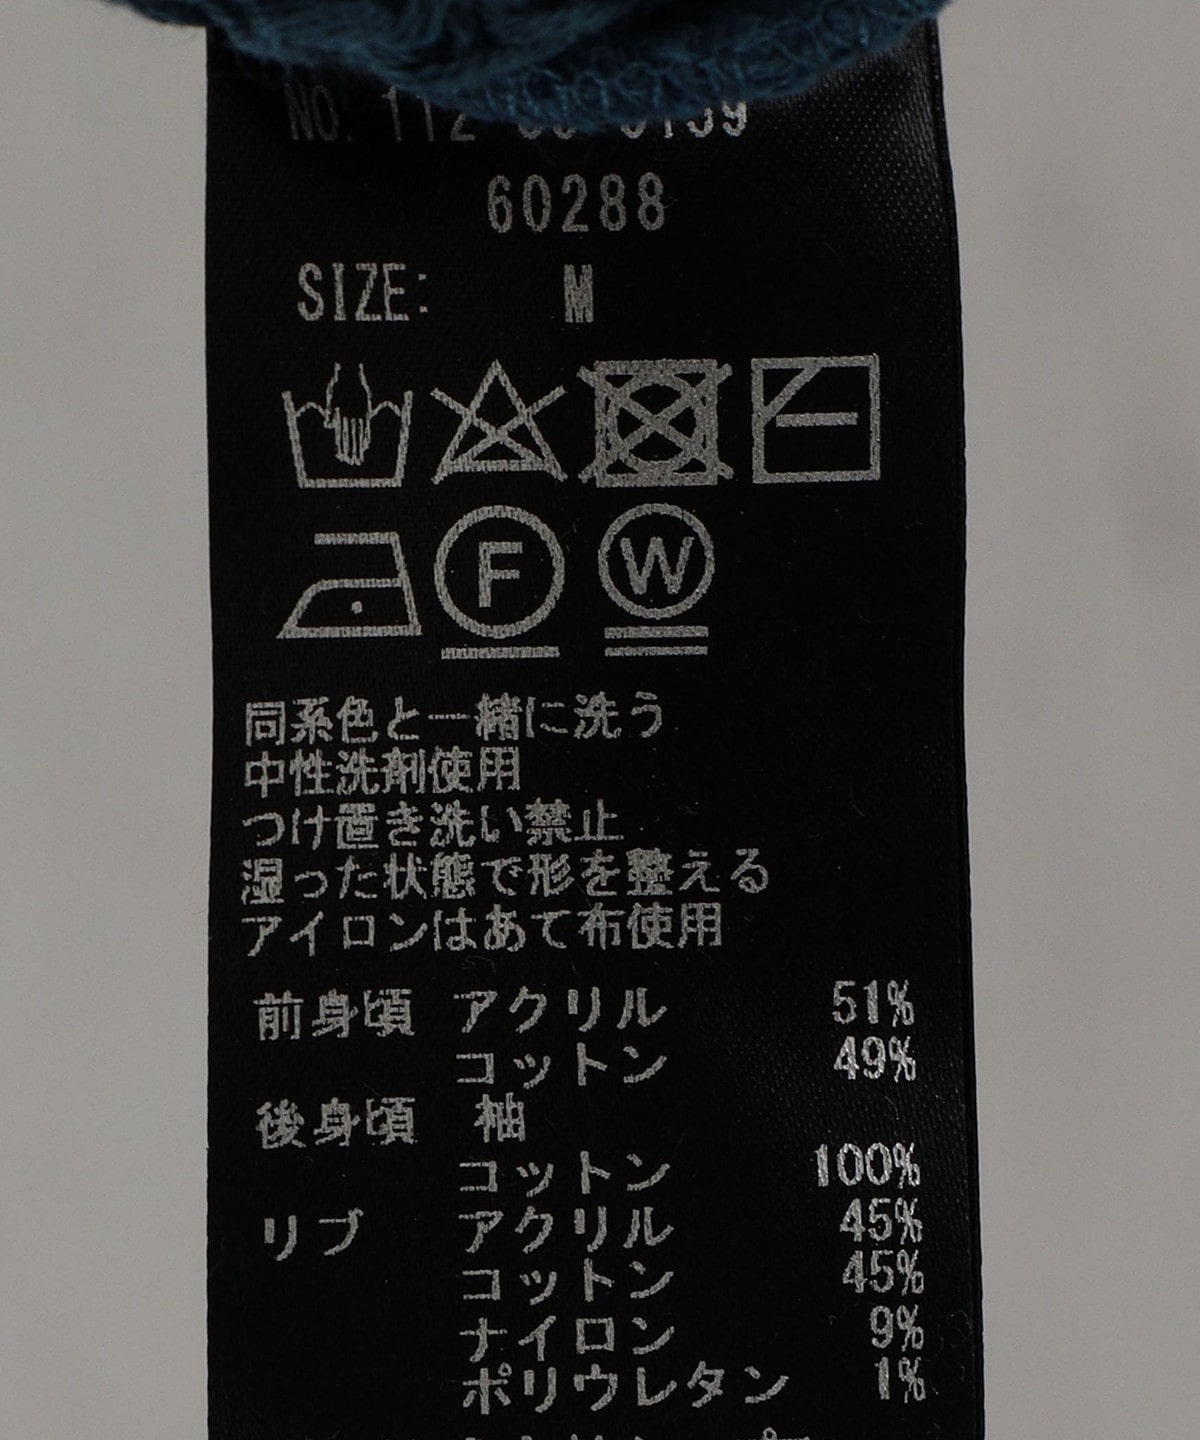 NO. 112
60288
SIZE: M
F W
同系色と一緒に洗う
中性洗剤使用
つけ置き洗い禁止
湿った状態で形を整える
アイロンはあて布使用
前身頃 アクリル 51%
コットン 49%
後身頃 袖
コットン 100%
リブ アクリル 45%
コットン 45%
ナイロン 9%
ポリウレタン 1%